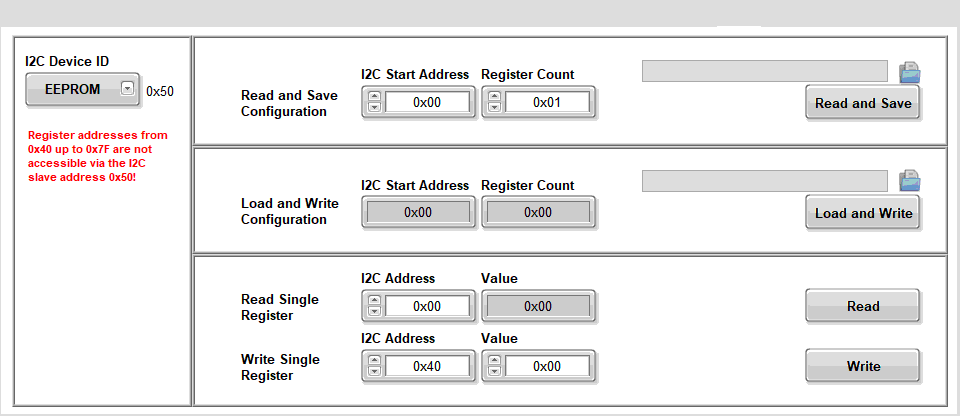 I2C Device ID
EEPROM
0x50
Register addresses from
0x40 up to 0x7F are not
accessible via the I2C
slave address 0x50!
Read and Save
Configuration
I2C Start Address
Register Count
0x00
0x01
Read and Save
Load and Write
Configuration
I2C Start Address
Register Count
0x00
0x00
Load and Write
Read Single
Register
I2C Address
Value
0x00
0x00
Read
Write Single
Register
I2C Address
Value
0x40
0x00
Write